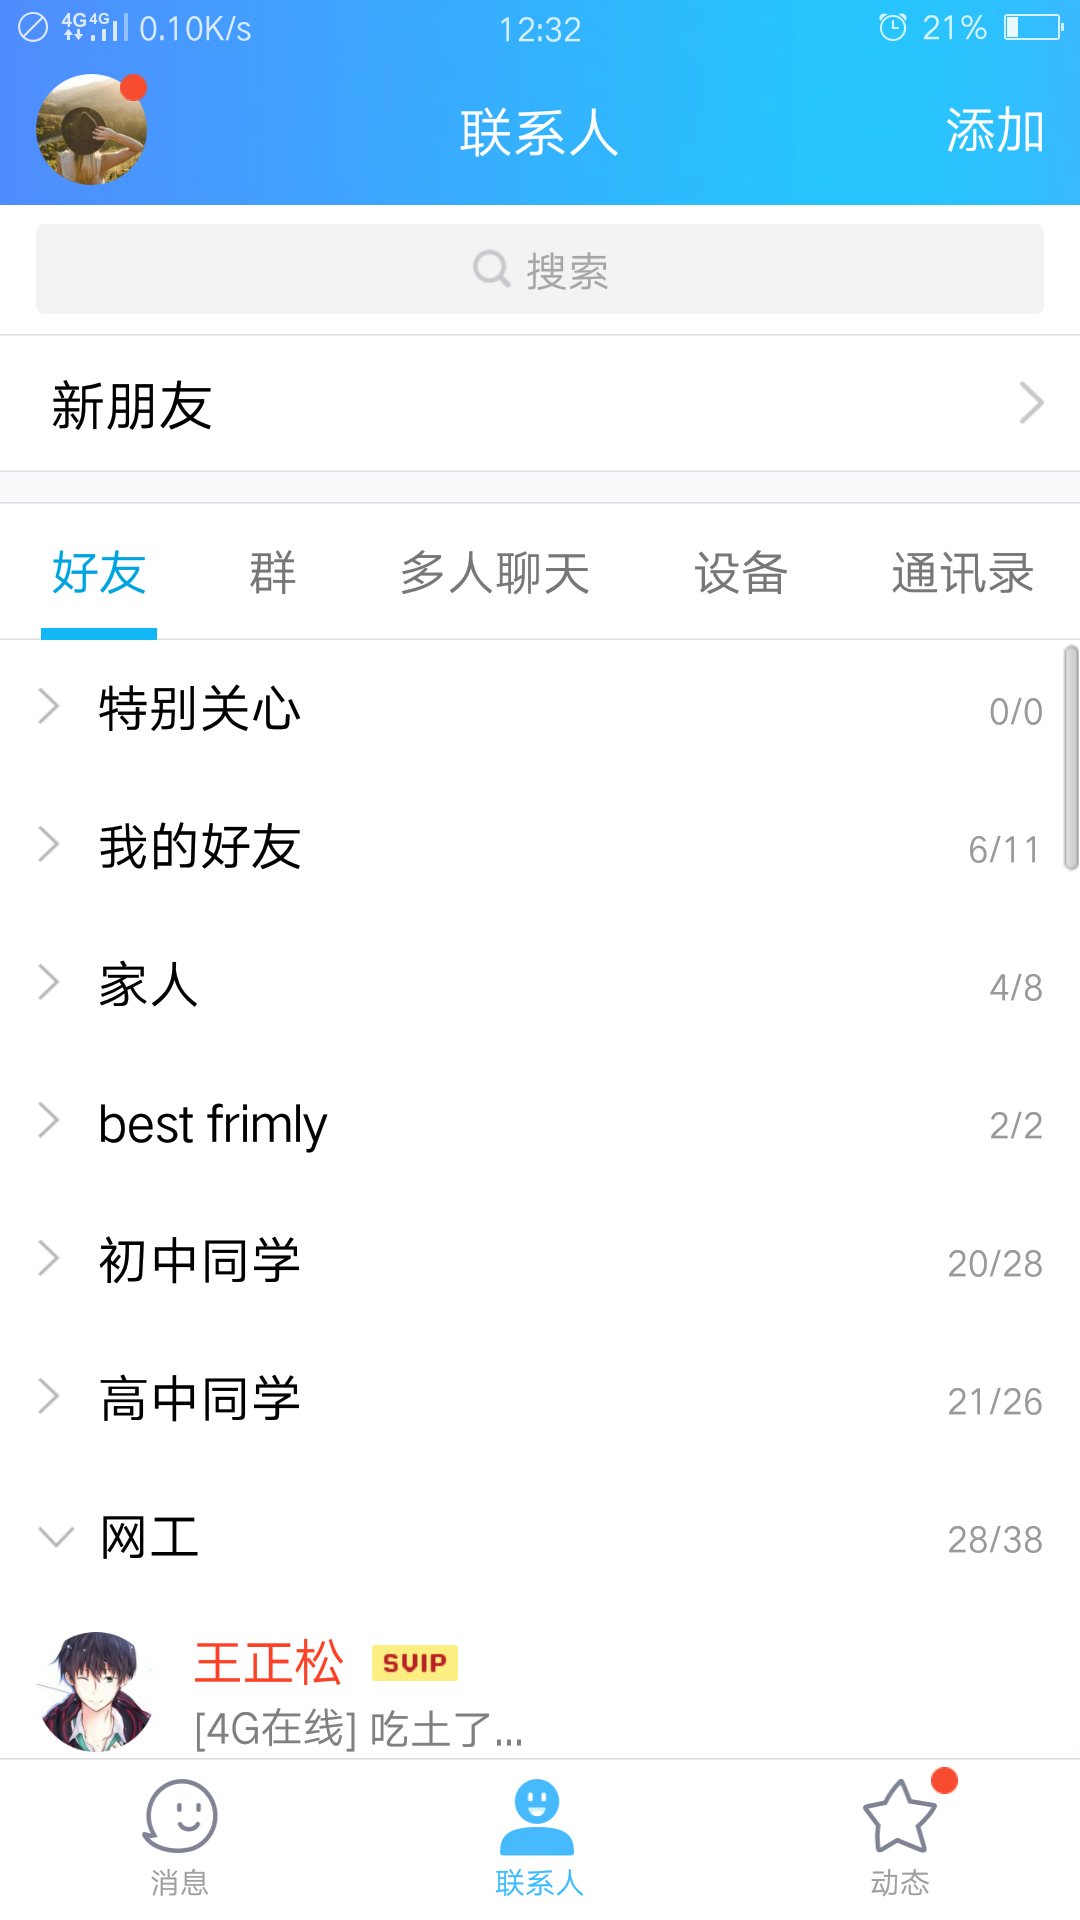 4G 4G 0.10K/s 12:32 21%
联系人 添加
搜索
新朋友
好友 群 多人聊天 设备 通讯录
特别关心 0/0
我的好友 6/11
家人 4/8
best frimly 2/2
初中同学 20/28
高中同学 21/26
网工 28/38
王正松 SVIP
[4G在线] 吃土了...
消息 联系人 动态